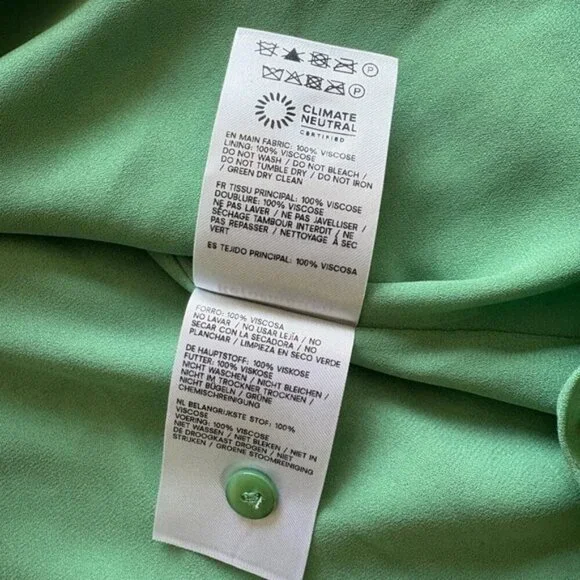 P
P
CLIMATE
NEUTRAL
CERTIFIED
EN MAIN FABRIC: 100% VISCOSE
LINING: 100% VISCOSE
DO NOT WASH / DO NOT BLEACH /
DO NOT TUMBLE DRY / DO NOT IRON
/ GREEN DRY CLEAN
FR TISSU PRINCIPAL: 100% VISCOSE
DOUBLURE: 100% VISCOSE
NE PAS LAVER / NE PAS JAVELLISER /
SÉCHAGE TAMBOUR INTERDIT / NE
PAS REPASSER / NETTOYAGE À SEC
VERT
ES TEJIDO PRINCIPAL: 100% VISCOSA
FORRO: 100% VISCOSA
NO LAVAR / NO USAR LEJÍA / NO
SECAR CON LA SECADORA / NO
PLANCHAR / LIMPIEZA EN SECO VERDE
DE HAUPTSTOFF: 100% VISKOSE
FUTTER: 100% VISKOSE
NICHT WASCHEN / NICHT BLEICHEN /
NICHT IM TROCKNER TROCKNEN /
NICHT BÜGELN / GRÜNE
CHEMISCHREINIGUNG
NL BELANGRIJKSTE STOF: 100%
VISCOSE
VOERING: 100% VISCOSE
NIET WASSEN / NIET BLEKEN / NIET IN
DE DROOGKAST DROGEN / NIET
STRIJKEN / GROENE STOOMREINIGING